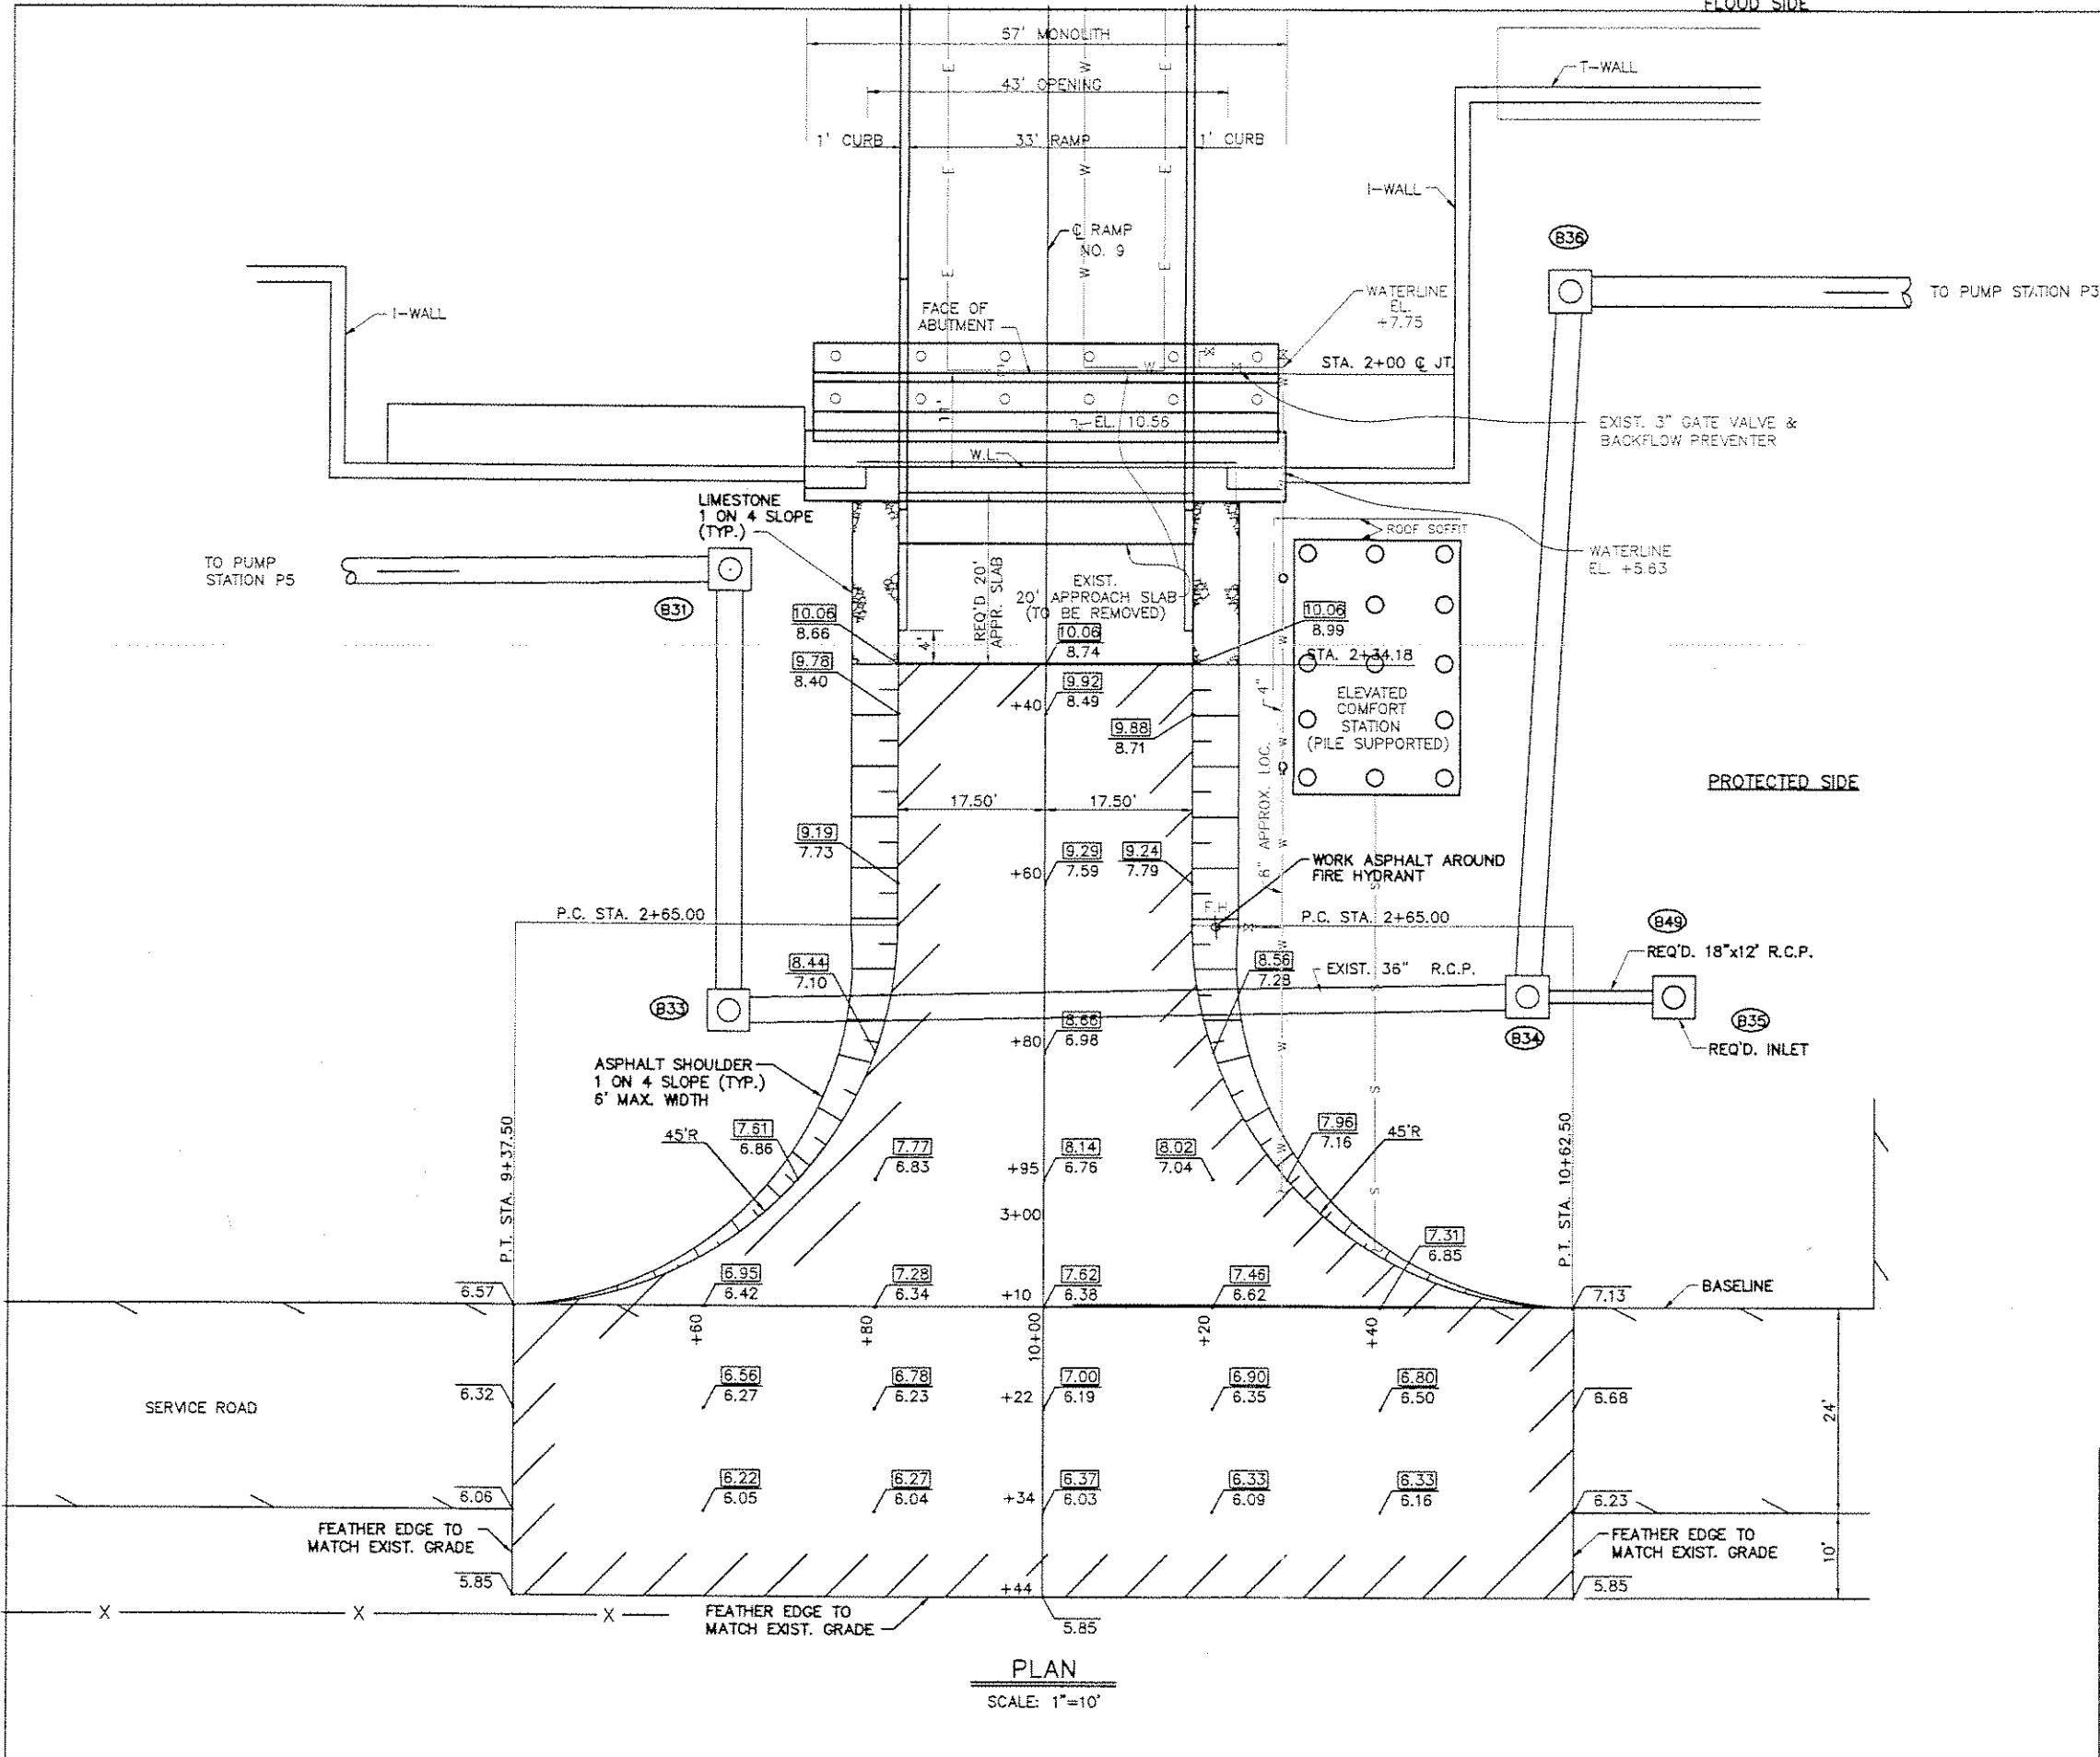 FLOOD SIDE
57' MONOLITH
43' OPENING
1' CURB
33' RAMP
1' CURB
T-WALL
I-WALL
I-WALL
℄ RAMP
NO. 9
B36
TO PUMP STATION P3
WATERLINE
EL.
+7.75
FACE OF
ABUTMENT
STA. 2+00 ℄ JT.
11'
EL. 10.56
EXIST. 3" GATE VALVE &
BACKFLOW PREVENTER
W.L.
LIMESTONE
1 ON 4 SLOPE
(TYP.)
ROOF SOFFIT
WATERLINE
EL. +5.63
TO PUMP
STATION P5
B31
REQ'D 20'
APPR. SLAB
EXIST.
20' APPROACH SLAB
(TO BE REMOVED)
4'
10.06
8.66
10.06
8.74
10.06
8.99
STA. 2+34.18
9.78
8.40
+40
9.92
8.49
9.88
8.71
4"
ELEVATED
COMFORT
STATION
(PILE SUPPORTED)
6" APPROX. LOC.
PROTECTED SIDE
17.50'
17.50'
9.19
7.73
+60
9.29
7.59
9.24
7.79
WORK ASPHALT AROUND
FIRE HYDRANT
F.H.
P.C. STA. 2+65.00
P.C. STA. 2+65.00
B49
REQ'D. 18"x12' R.C.P.
8.44
7.10
8.56
7.28
EXIST. 36" R.C.P.
B33
B34
B35
REQ'D. INLET
+80
8.66
6.98
ASPHALT SHOULDER
1 ON 4 SLOPE (TYP.)
6' MAX. WIDTH
45'R
7.61
6.86
7.77
6.83
+95
8.14
6.76
8.02
7.04
7.96
7.16
45'R
P.T. STA. 9+37.50
P.T. STA. 10+62.50
3+00
7.31
6.85
6.57
6.95
6.42
7.28
6.34
+10
7.62
6.38
7.46
6.62
7.13
BASELINE
+60
+80
10+00
+20
+40
SERVICE ROAD
6.32
6.56
6.27
6.78
6.23
+22
7.00
6.19
6.90
6.35
6.80
6.50
6.68
24'
6.06
6.22
6.05
6.27
6.04
+34
6.37
6.03
6.33
6.09
6.33
6.16
6.23
FEATHER EDGE TO
MATCH EXIST. GRADE
FEATHER EDGE TO
MATCH EXIST. GRADE
10'
5.85
+44
5.85
X X X
FEATHER EDGE TO
MATCH EXIST. GRADE
5.85
PLAN
SCALE: 1"=10'